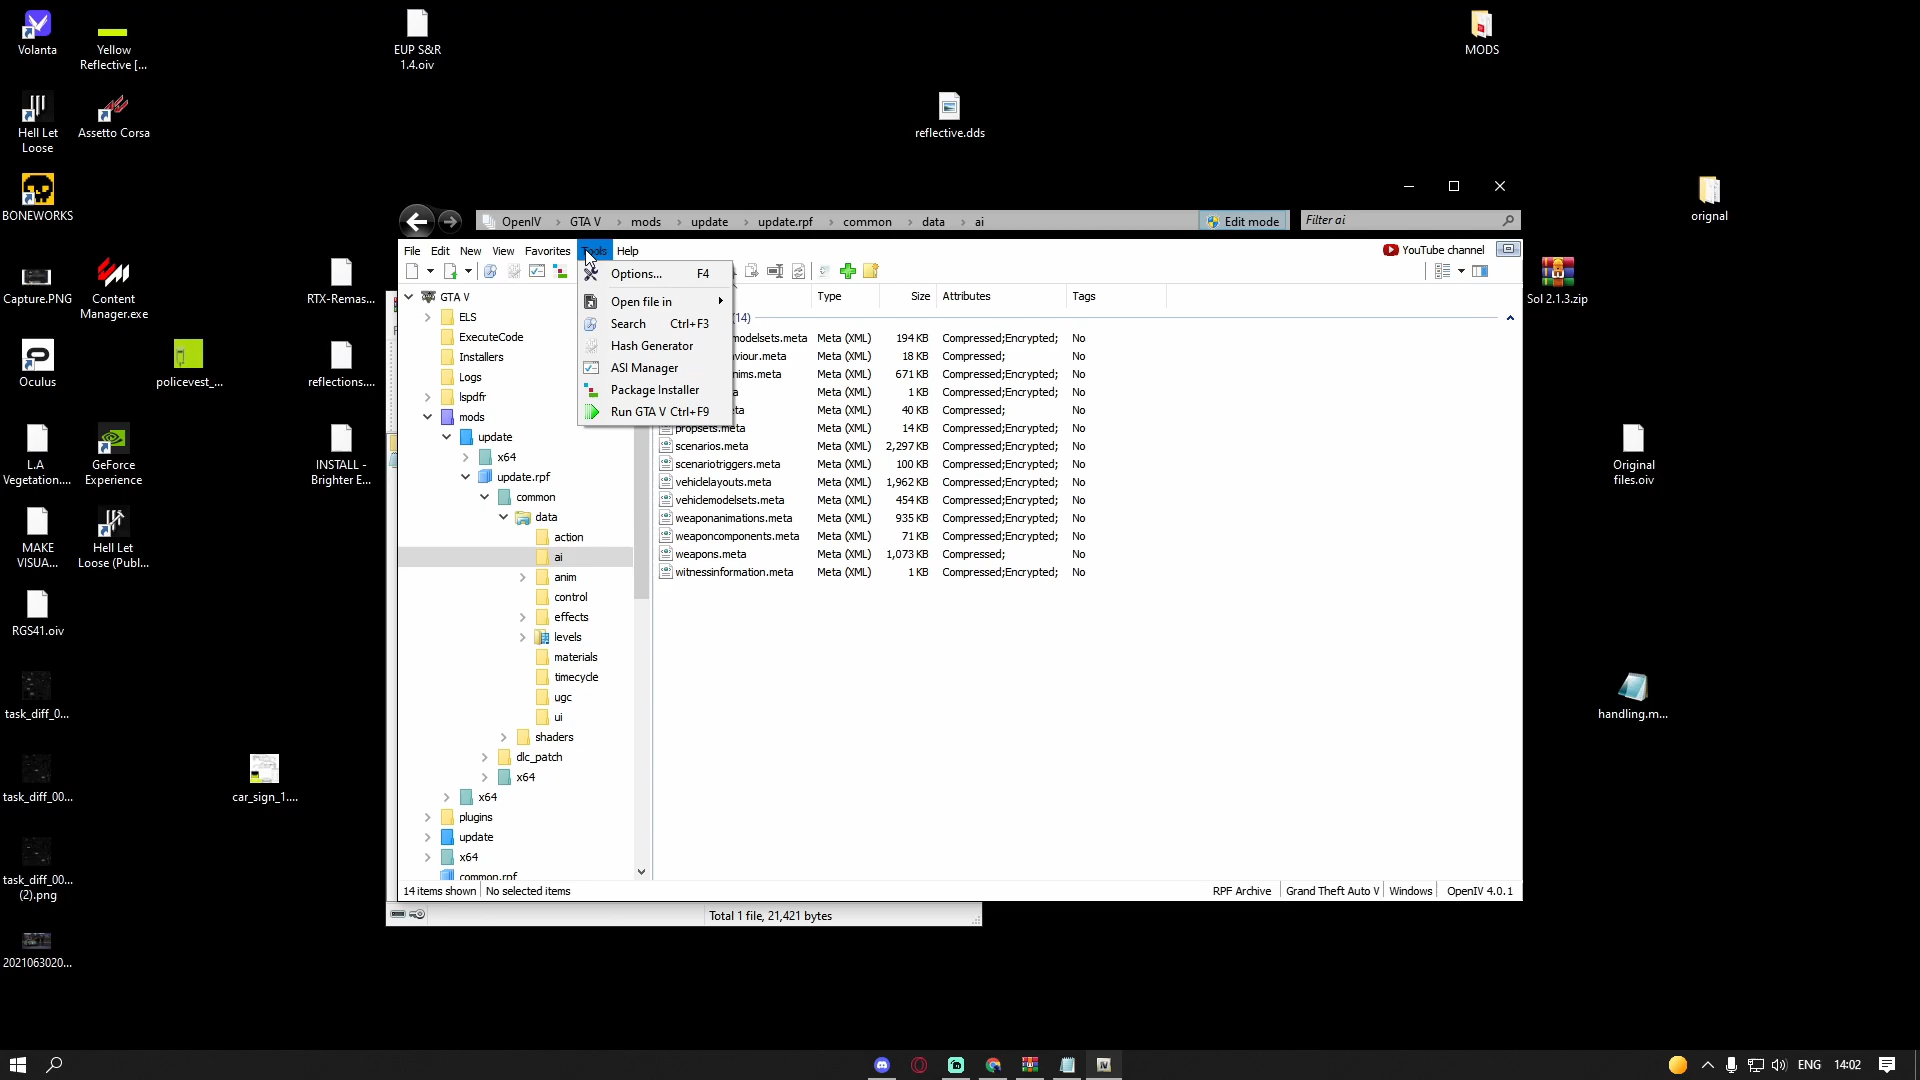 Volanta
Yellow
Reflective [...
EUP S&R
1.4.oiv
MODS
Hell Let
Loose
Assetto Corsa
reflective.dds
BONEWORKS
orignal
OpenIV
GTA V
mods
update
update.rpf
common
data
ai
Edit mode
Filter ai
File
Edit
New
View
Favorites
Tools
Help
YouTube channel
Options... F4
Open file in
Search Ctrl+F3
Hash Generator
ASI Manager
Package Installer
Run GTA V Ctrl+F9
Capture.PNG
Content
Manager.exe
RTX-Remas...
Sol 2.1.3.zip
Oculus
policevest_...
reflections....
L.A
Vegetation....
GeForce
Experience
INSTALL -
Brighter E...
Original
files.oiv
MAKE
VISUA...
Hell Let
Loose (Publ...
RGS41.oiv
task_diff_0...
handling.m...
task_diff_00...
car_sign_1....
task_diff_00...
(2).png
2021063020...
GTA V
ELS
ExecuteCode
Installers
Logs
lspdfr
mods
update
x64
update.rpf
common
data
action
ai
anim
control
effects
levels
materials
timecycle
ugc
ui
shaders
dlc_patch
x64
x64
plugins
update
x64
common.rpf
Type Size Attributes Tags
(14)
modelsets.meta Meta (XML) 194 KB Compressed;Encrypted; No
viour.meta Meta (XML) 18 KB Compressed; No
nims.meta Meta (XML) 671 KB Compressed;Encrypted; No
Meta (XML) 1 KB Compressed;Encrypted; No
ta Meta (XML) 40 KB Compressed; No
propsets.meta Meta (XML) 14 KB Compressed;Encrypted; No
scenarios.meta Meta (XML) 2,297 KB Compressed;Encrypted; No
scenariotriggers.meta Meta (XML) 100 KB Compressed;Encrypted; No
vehiclelayouts.meta Meta (XML) 1,962 KB Compressed;Encrypted; No
vehiclemodelsets.meta Meta (XML) 454 KB Compressed;Encrypted; No
weaponanimations.meta Meta (XML) 935 KB Compressed;Encrypted; No
weaponcomponents.meta Meta (XML) 71 KB Compressed;Encrypted; No
weapons.meta Meta (XML) 1,073 KB Compressed; No
witnessinformation.meta Meta (XML) 1 KB Compressed;Encrypted; No
14 items shown
No selected items
RPF Archive
Grand Theft Auto V
Windows
OpenIV 4.0.1
Total 1 file, 21,421 bytes
ENG
14:02